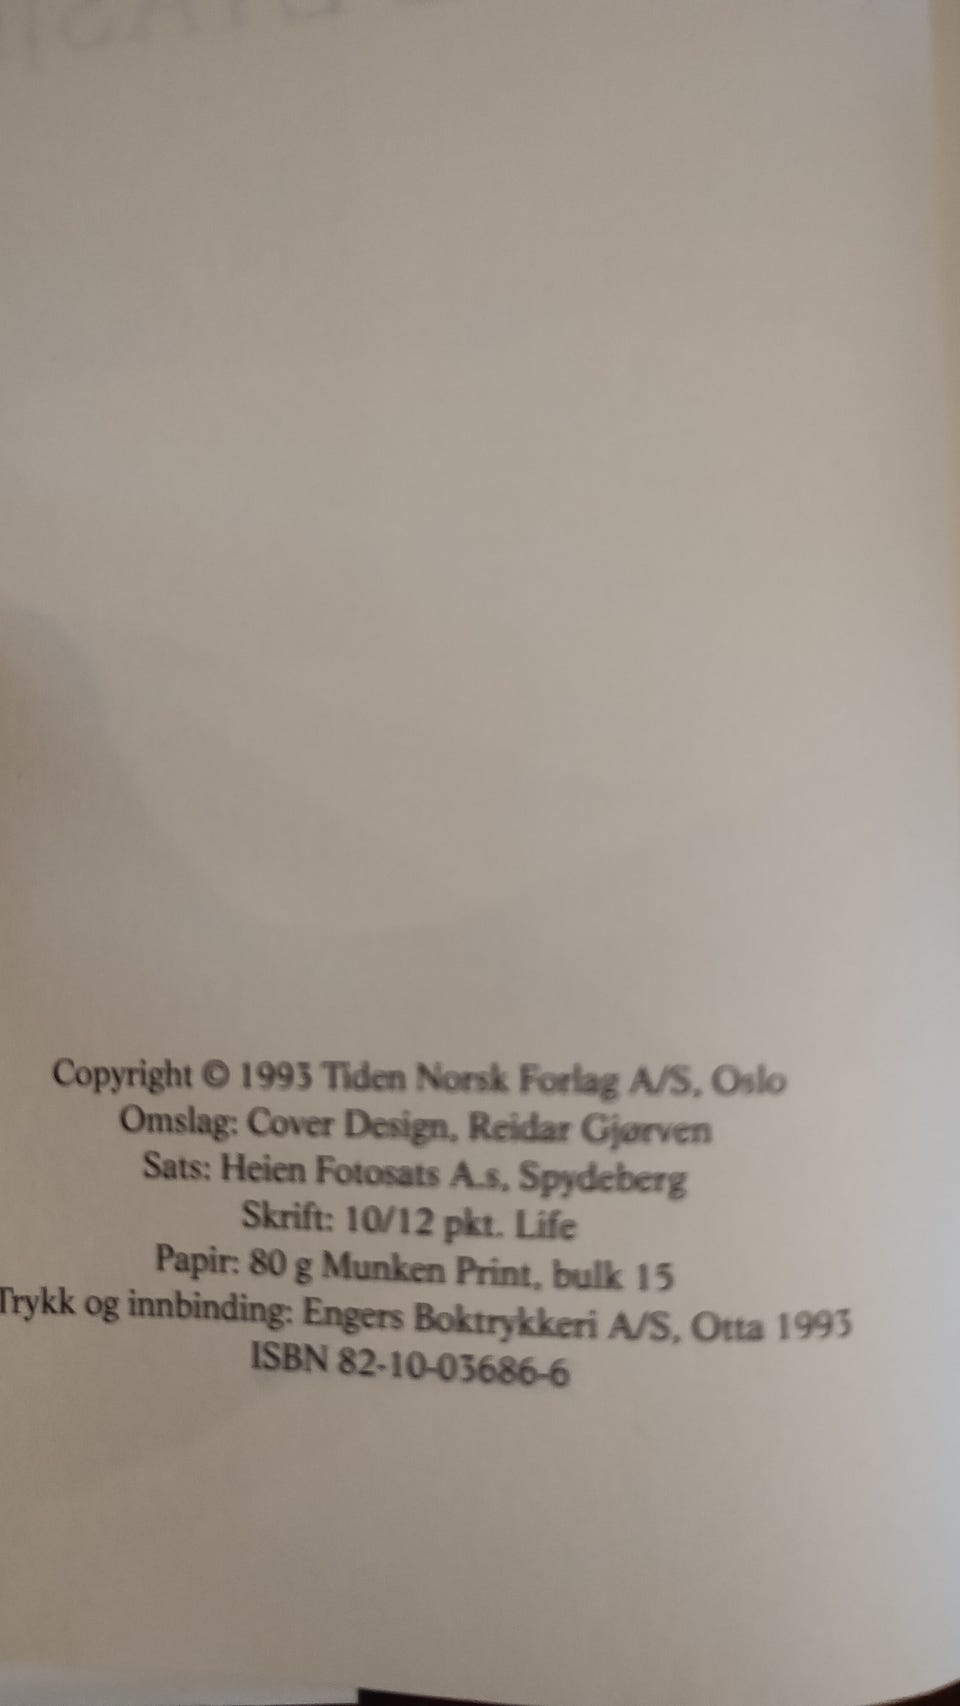 Copyright © 1993 Tiden Norsk Forlag A/S, Oslo
Omslag: Cover Design, Reidar Gjørven
Sats: Heien Fotosats A.s, Spydeberg
Skrift: 10/12 pkt. Life
Papir: 80 g Munken Print, bulk 15
Trykk og innbinding: Engers Boktrykkeri A/S, Otta 1993
ISBN 82-10-03686-6